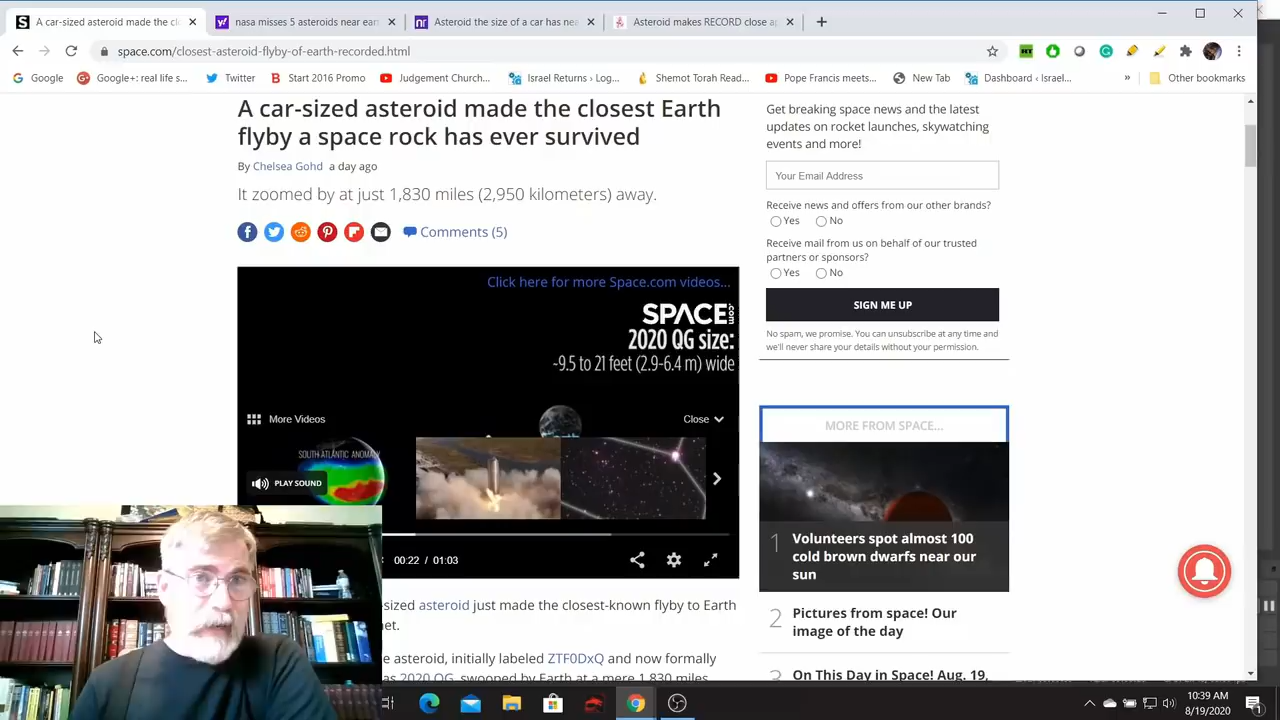 A car-sized asteroid made the clo
nasa misses 5 asteroids near ear
Asteroid the size of a car has nea
Asteroid makes RECORD close ap
space.com/closest-asteroid-flyby-of-earth-recorded.html
Google
Google+: real life s...
Twitter
Start 2016 Promo
Judgement Church...
Israel Returns › Log...
Shemot Torah Read...
Pope Francis meets...
New Tab
Dashboard ‹ Israel...
»
Other bookmarks
A car-sized asteroid made the closest Earth
flyby a space rock has ever survived
By Chelsea Gohd a day ago
It zoomed by at just 1,830 miles (2,950 kilometers) away.
Comments (5)
Click here for more Space.com videos...
SPACE.com
2020 QG size:
~9.5 to 21 feet (2.9-6.4 m) wide
More Videos
Close
SOUTH ATLANTIC ANOMALY
PLAY SOUND
00:22 / 01:03
sized asteroid just made the closest-known flyby to Earth
et.
e asteroid, initially labeled ZTF0DxQ and now formally
as 2020 QG, swooped by Earth at a mere 1,830 miles
Get breaking space news and the latest
updates on rocket launches, skywatching
events and more!
Your Email Address
Receive news and offers from our other brands?
Yes No
Receive mail from us on behalf of our trusted
partners or sponsors?
Yes No
SIGN ME UP
No spam, we promise. You can unsubscribe at any time and
we'll never share your details without your permission.
MORE FROM SPACE...
1 Volunteers spot almost 100
cold brown dwarfs near our
sun
2 Pictures from space! Our
image of the day
3 On This Day in Space! Aug. 19,
10:39 AM
8/19/2020